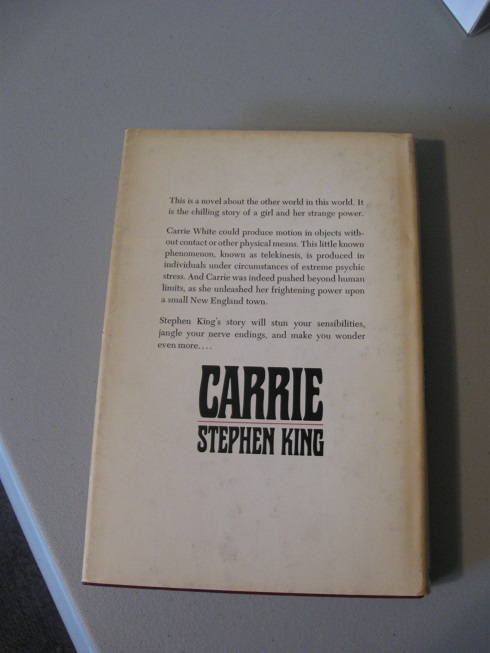 This is a novel about the other world in this world. It
is the chilling story of a girl and her strange power.
Carrie White could produce motion in objects with-
out contact or other physical means. This little known
phenomenon, known as telekinesis, is produced in
individuals under circumstances of extreme psychic
stress. And Carrie was indeed pushed beyond human
limits, as she unleashed her frightening power upon
a small New England town.
Stephen King's story will stun your sensibilities,
jangle your nerve endings, and make you wonder
even more....
CARRIE
STEPHEN KING